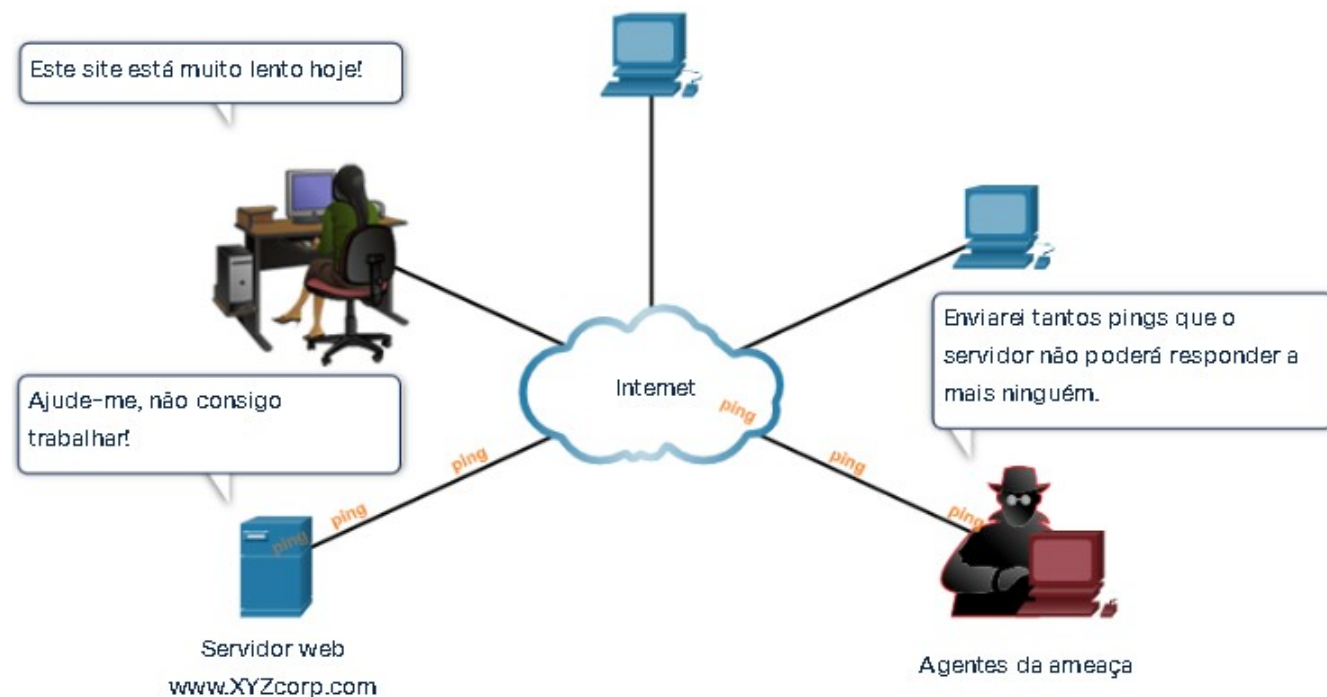 Este site está muito lento hoje!
Enviarei tantos pings que o
servidor não poderá responder a
mais ninguém.
Ajude-me, não consigo
trabalhar!
Internet
ping
ping
ping
ping
ping
ping
Servidor web
www.XYZcorp.com
Agentes da ameaça